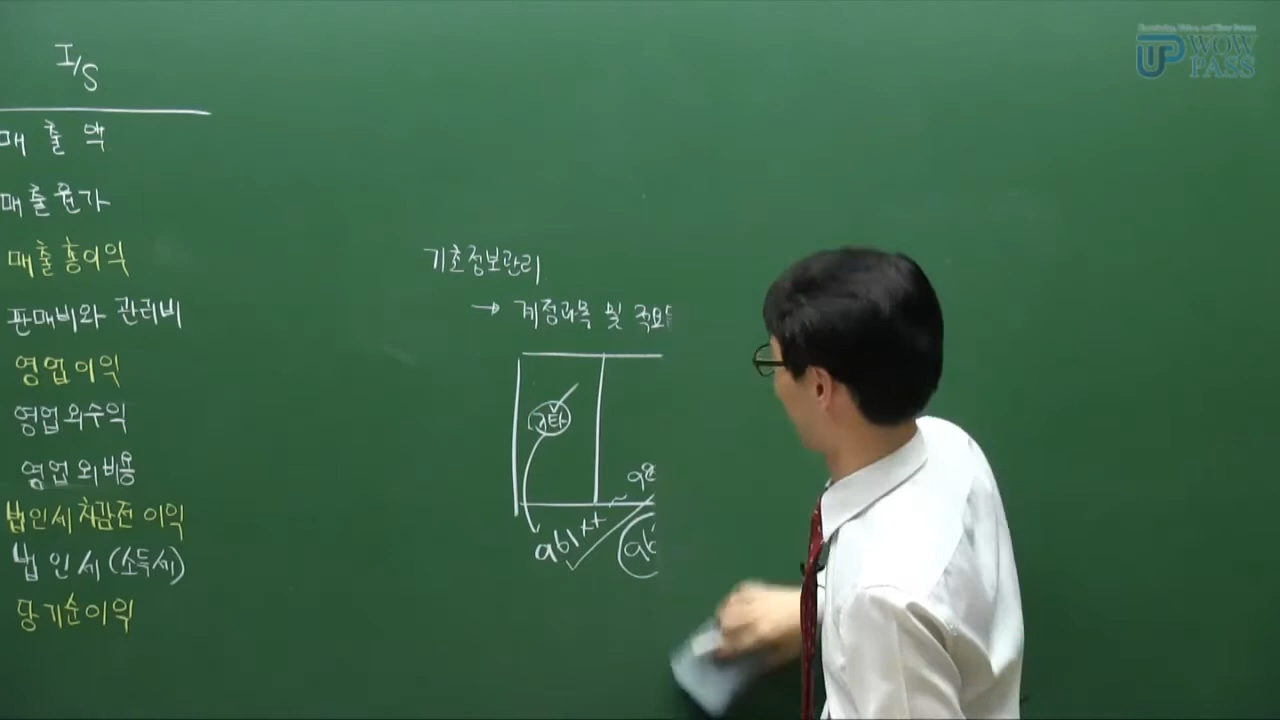 I/S
매 출 액
매출원가
매출총이익
판매비와 관리비
영업이익
영업외수익
영업외비용
법인세 차감전 이익
법인세(소득세)
당기순이익
기초정보관리
→ 계정과목 및 적요
기타
WOW
PASS